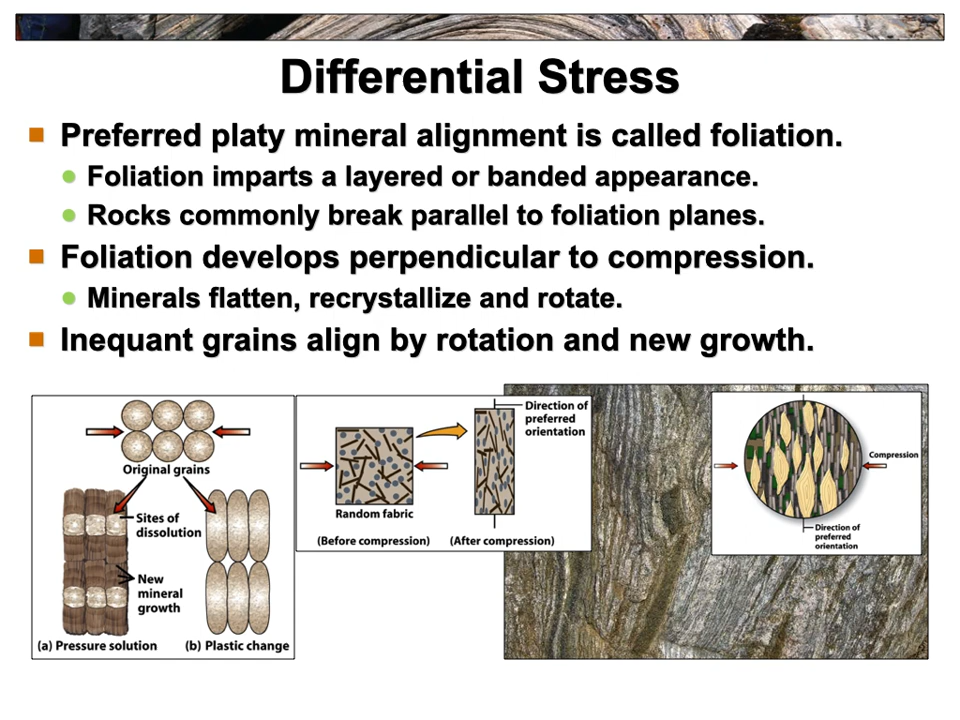 Differential Stress
Preferred platy mineral alignment is called foliation.
Foliation imparts a layered or banded appearance.
Rocks commonly break parallel to foliation planes.
Foliation develops perpendicular to compression.
Minerals flatten, recrystallize and rotate.
Inequant grains align by rotation and new growth.
Original grains
Sites of
dissolution
New
mineral
growth
(a) Pressure solution
(b) Plastic change
Direction of
preferred
orientation
Random fabric
(Before compression)
(After compression)
Compression
Direction of
preferred
orientation